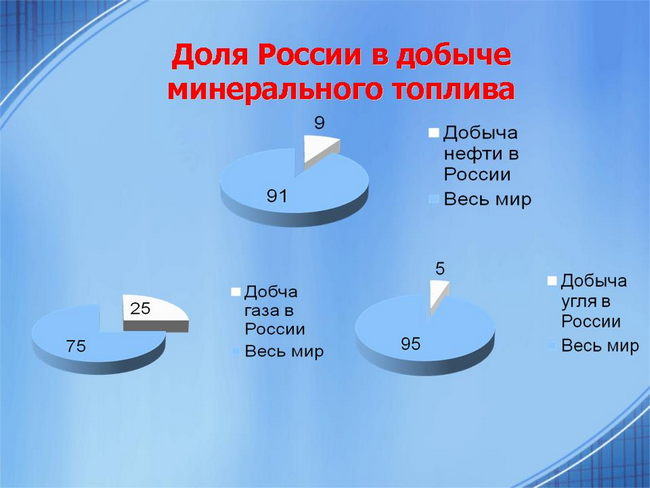 Доля России в добыче
минерального топлива
9
91
Добыча
нефти в
России
Весь мир
25
75
Добча
газа в
России
Весь мир
5
95
Добыча
угля в
России
Весь мир